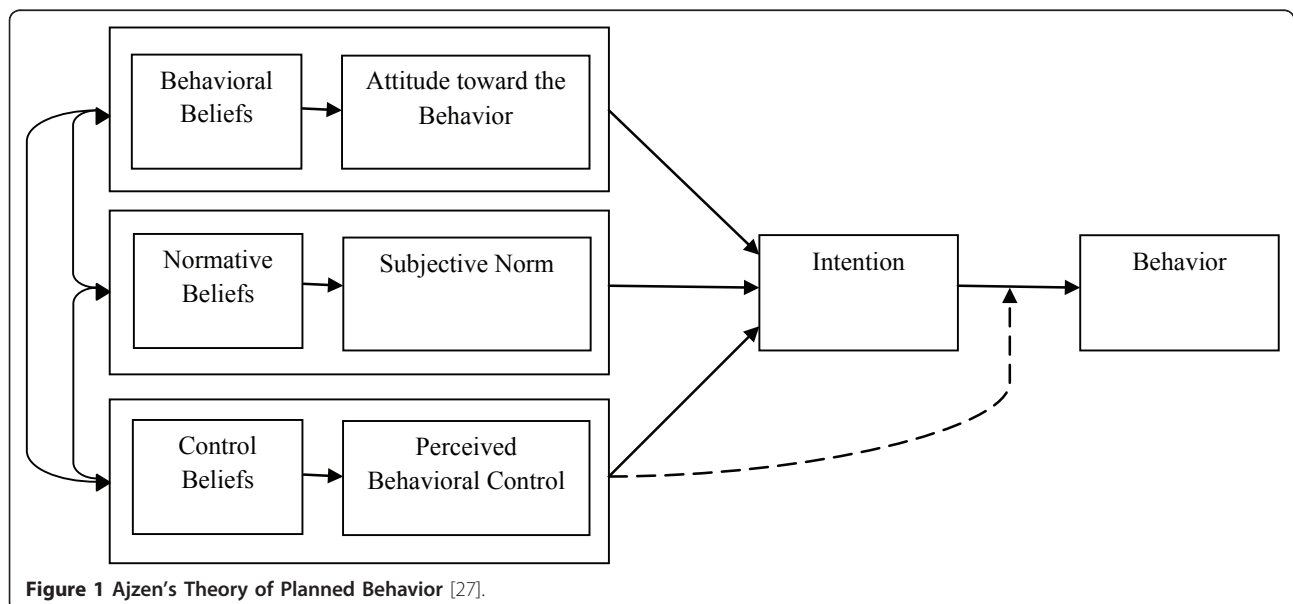 Behavioral
Beliefs
Attitude toward the
Behavior
Normative
Beliefs
Subjective Norm
Intention
Behavior
Control
Beliefs
Perceived
Behavioral Control
Figure 1 Ajzen's Theory of Planned Behavior [27].